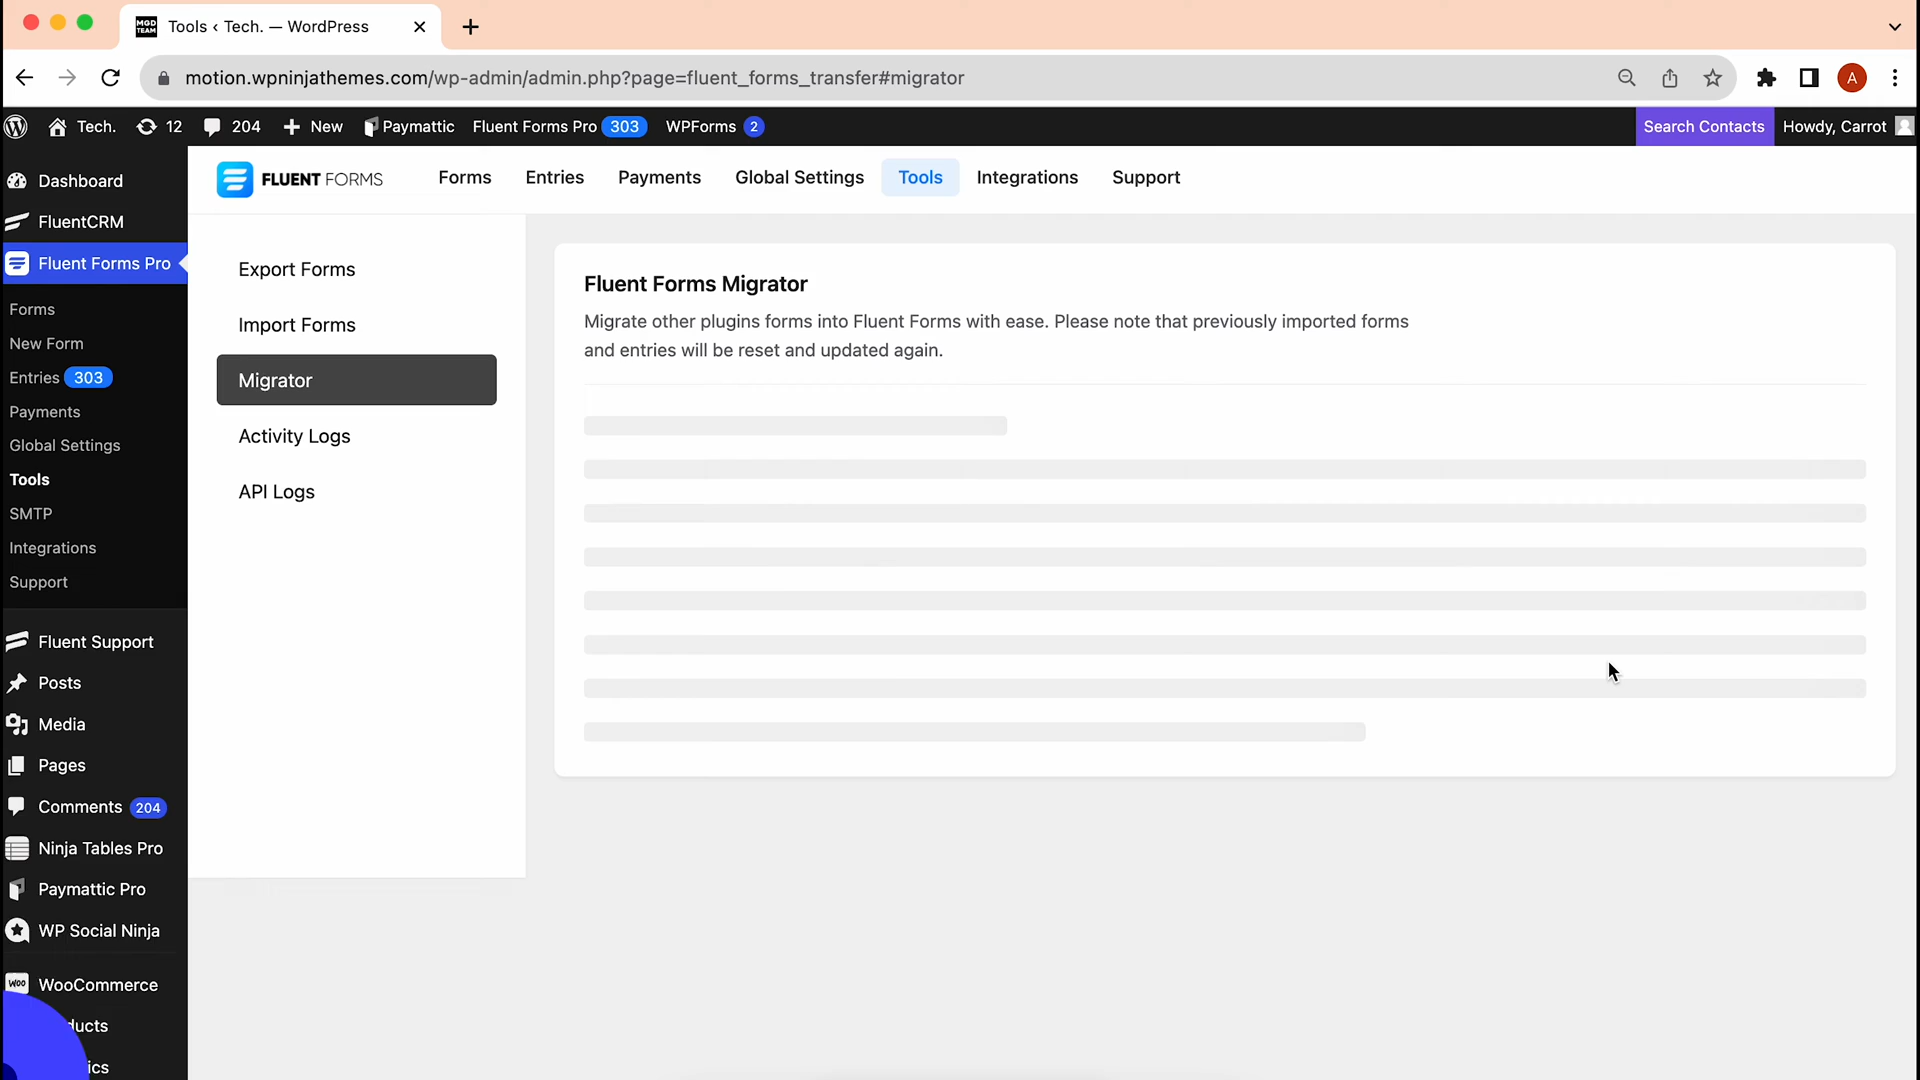 MGD
TEAM
Tools ‹ Tech. — WordPress
motion.wpninjathemes.com/wp-admin/admin.php?page=fluent_forms_transfer#migrator
A
Tech.
12
204
New
Paymattic
Fluent Forms Pro 303
WPForms 2
Search Contacts
Howdy, Carrot
Dashboard
FluentCRM
Fluent Forms Pro
Forms
New Form
Entries 303
Payments
Global Settings
Tools
SMTP
Integrations
Support
Fluent Support
Posts
Media
Pages
Comments 204
Ninja Tables Pro
Paymattic Pro
WP Social Ninja
Woo WooCommerce
ducts
ics
FLUENT FORMS
Forms
Entries
Payments
Global Settings
Tools
Integrations
Support
Export Forms
Import Forms
Migrator
Activity Logs
API Logs
Fluent Forms Migrator
Migrate other plugins forms into Fluent Forms with ease. Please note that previously imported forms
and entries will be reset and updated again.